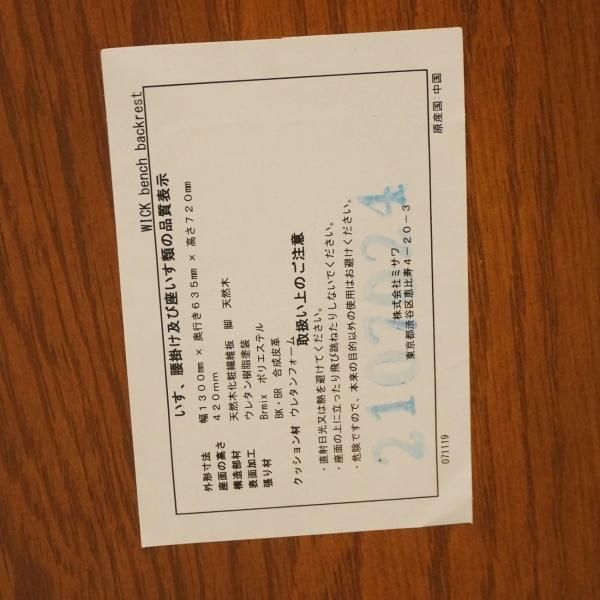 WICK bench backrest
いす、腰掛け及び座いす類の品質表示
外形寸法 幅1300mm × 奥行き635mm × 高さ720mm
座面の高さ 420mm
構造部材 天然木化粧繊維板 脚 天然木
表面加工 ウレタン樹脂塗装
張り材 Brmix ポリエステル
BK・BR 合成皮革
クッション材 ウレタンフォーム
取扱い上のご注意
・直射日光又は熱を避けてください。
・座面の上に立ったり飛び跳ねたりしないでください。
・危険ですので、本来の目的以外の使用はお避けください。
2102024
株式会社ミサワ
東京都渋谷区恵比寿4-20-3
071119
原産国:中国